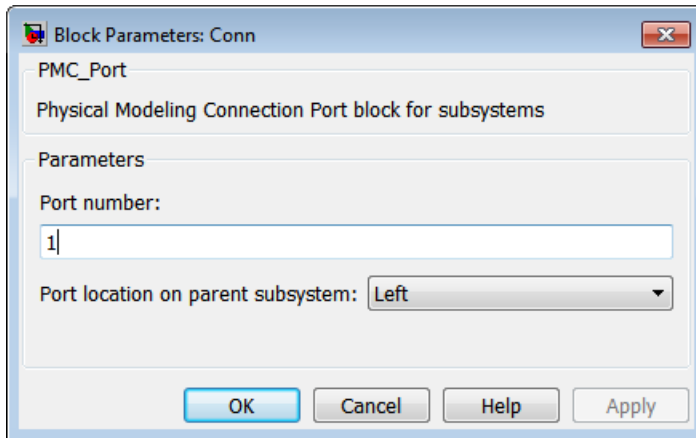 Block Parameters: Conn
PMC_Port
Physical Modeling Connection Port block for subsystems
Parameters
Port number:
1
Port location on parent subsystem: Left
OK Cancel Help Apply